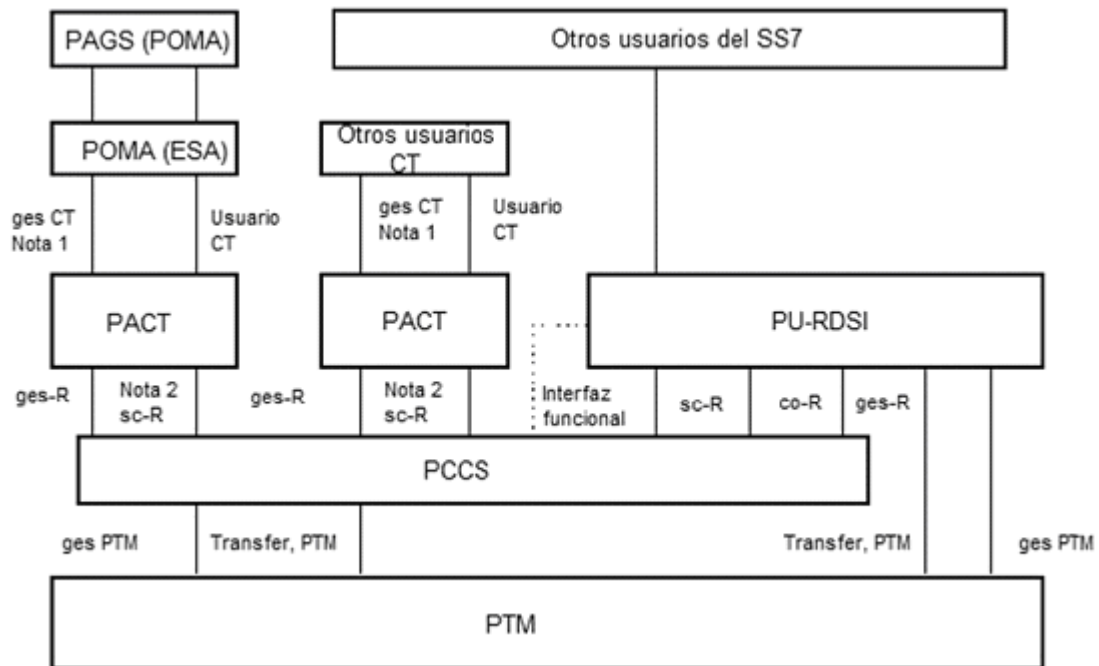 PAGS (POMA)
Otros usuarios del SS7
POMA (ESA)
Otros usuarios
CT
ges CT
Nota 1
Usuario
CT
ges CT
Nota 1
Usuario
CT
PACT
PACT
PU-RDSI
ges-R
Nota 2
sc-R
ges-R
Nota 2
sc-R
Interfaz
funcional
sc-R
co-R
ges-R
PCCS
ges PTM
Transfer, PTM
Transfer, PTM
ges PTM
PTM